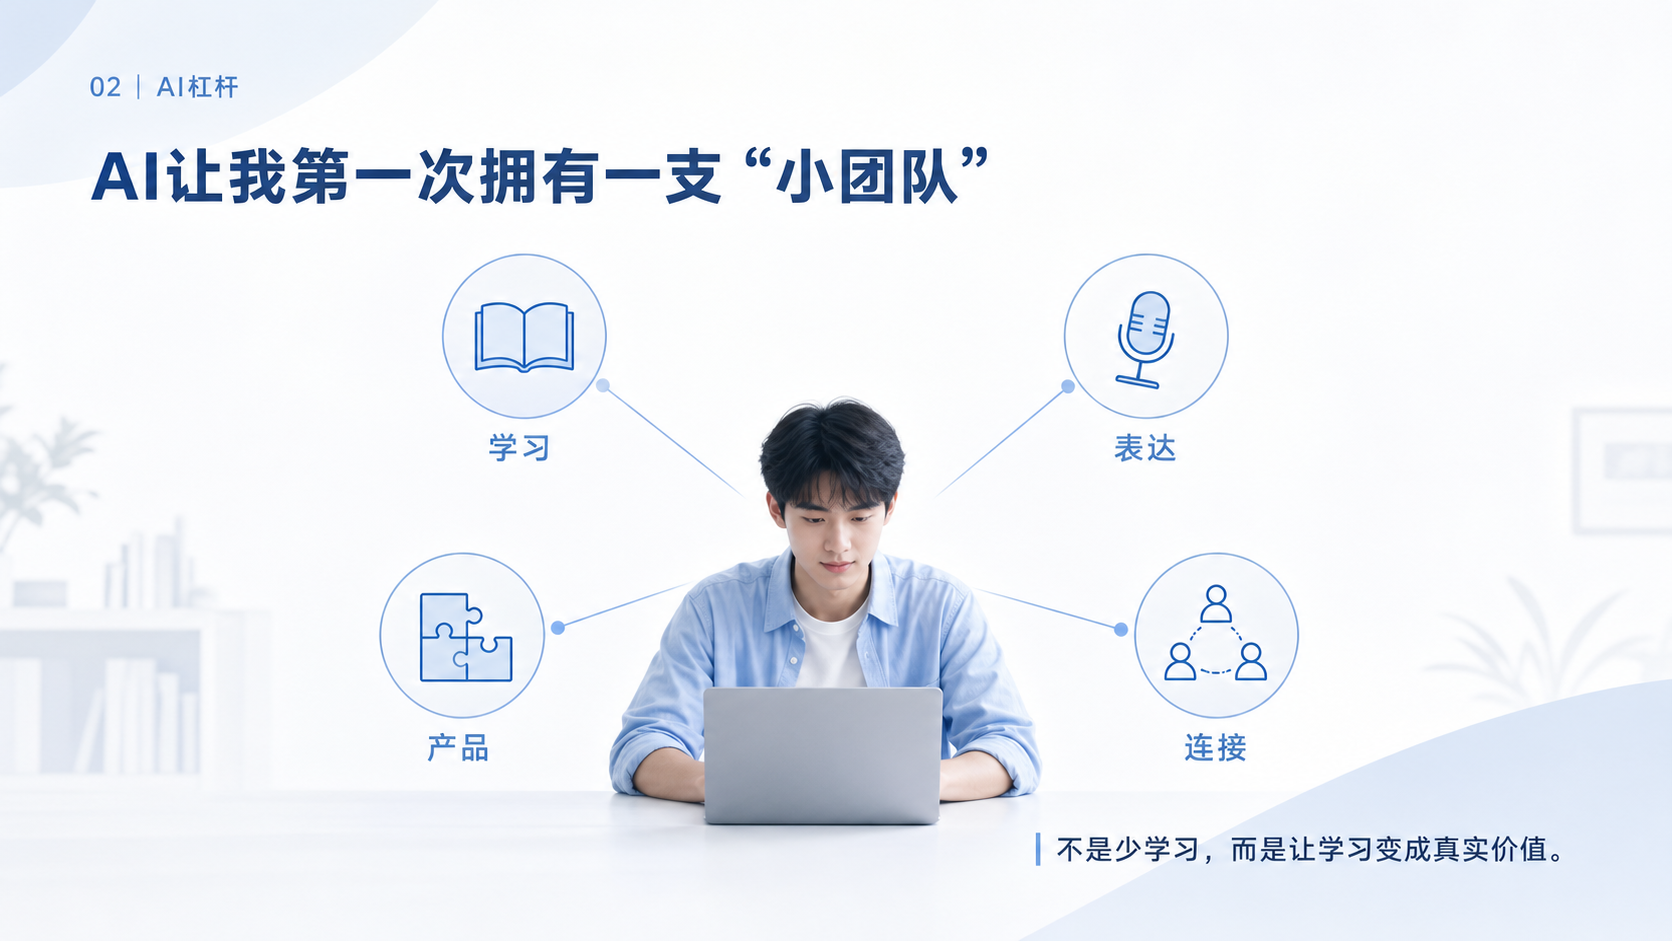 02 | AI杠杆
AI让我第一次拥有一支“小团队”
学习
表达
产品
连接
不是少学习，而是让学习变成真实价值。